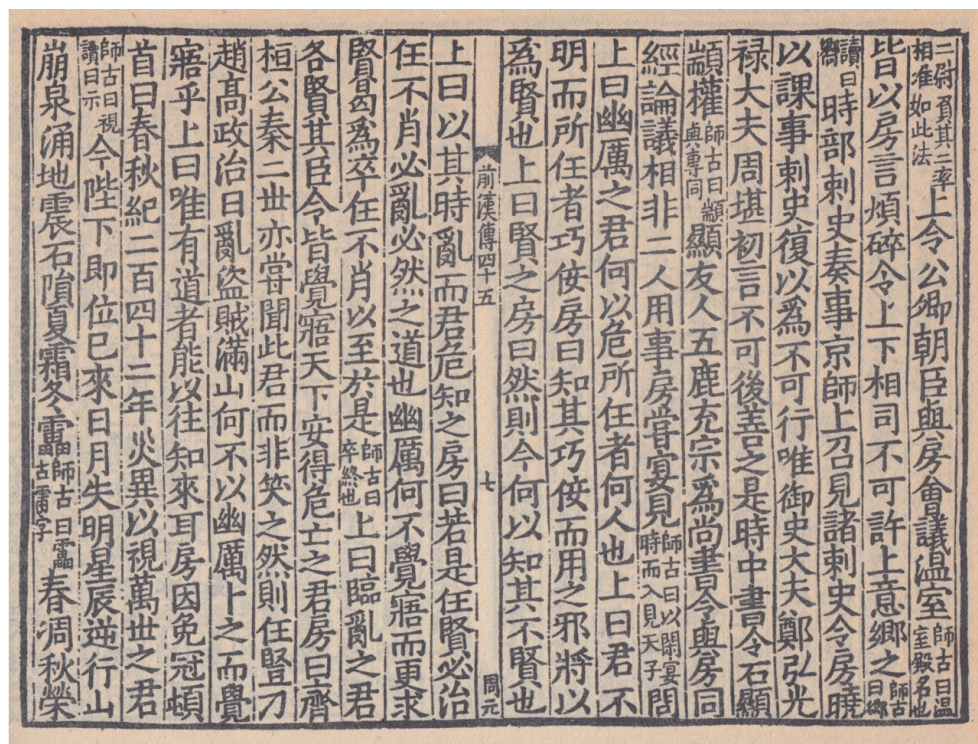 二尉負其二率相准如此法上令公卿朝臣與房會議溫室師古曰溫室殿名也
皆以房言煩碎令上下相司不可許上意鄉之師古曰鄉
讀曰嚮時部刺史奏事京師上召見諸刺史令房曉
以課事刺史復以爲不可行唯御史大夫鄭弘光
禄大夫周堪初言不可後善之是時中書令石顯
顓權師古曰顓與專同顯友人五鹿充宗爲尚書令與房同
經論議相非二人用事房甞宴見師古曰以閑宴時而入見天子問
上曰幽厲之君何以危所任者何人也上曰君不
明而所任者巧佞房曰知其巧佞而用之邪將以
爲賢也上曰賢之房曰然則今何以知其不賢也
前漢傳四十五 七 周元
上曰以其時亂而君危知之房曰若是任賢必治
任不肖必亂必然之道也幽厲何不覺寤而更求
賢曷爲卒任不肖以至於是師古曰卒終也上曰臨亂之君
各賢其臣令皆覺寤天下安得危亡之君房曰齊
桓公秦二世亦甞聞此君而非笑之然則任豎刁
趙高政治日亂盜賊滿山何不以幽厲卜之而覺
寤乎上曰唯有道者能以往知來耳房因免冠頓
首曰春秋紀二百四十二年災異以視萬世之君
師古曰視讀曰示今陛下即位已來日月失明星辰逆行山
崩泉涌地震石隕夏霜冬靁師古曰靁古雷字春凋秋榮